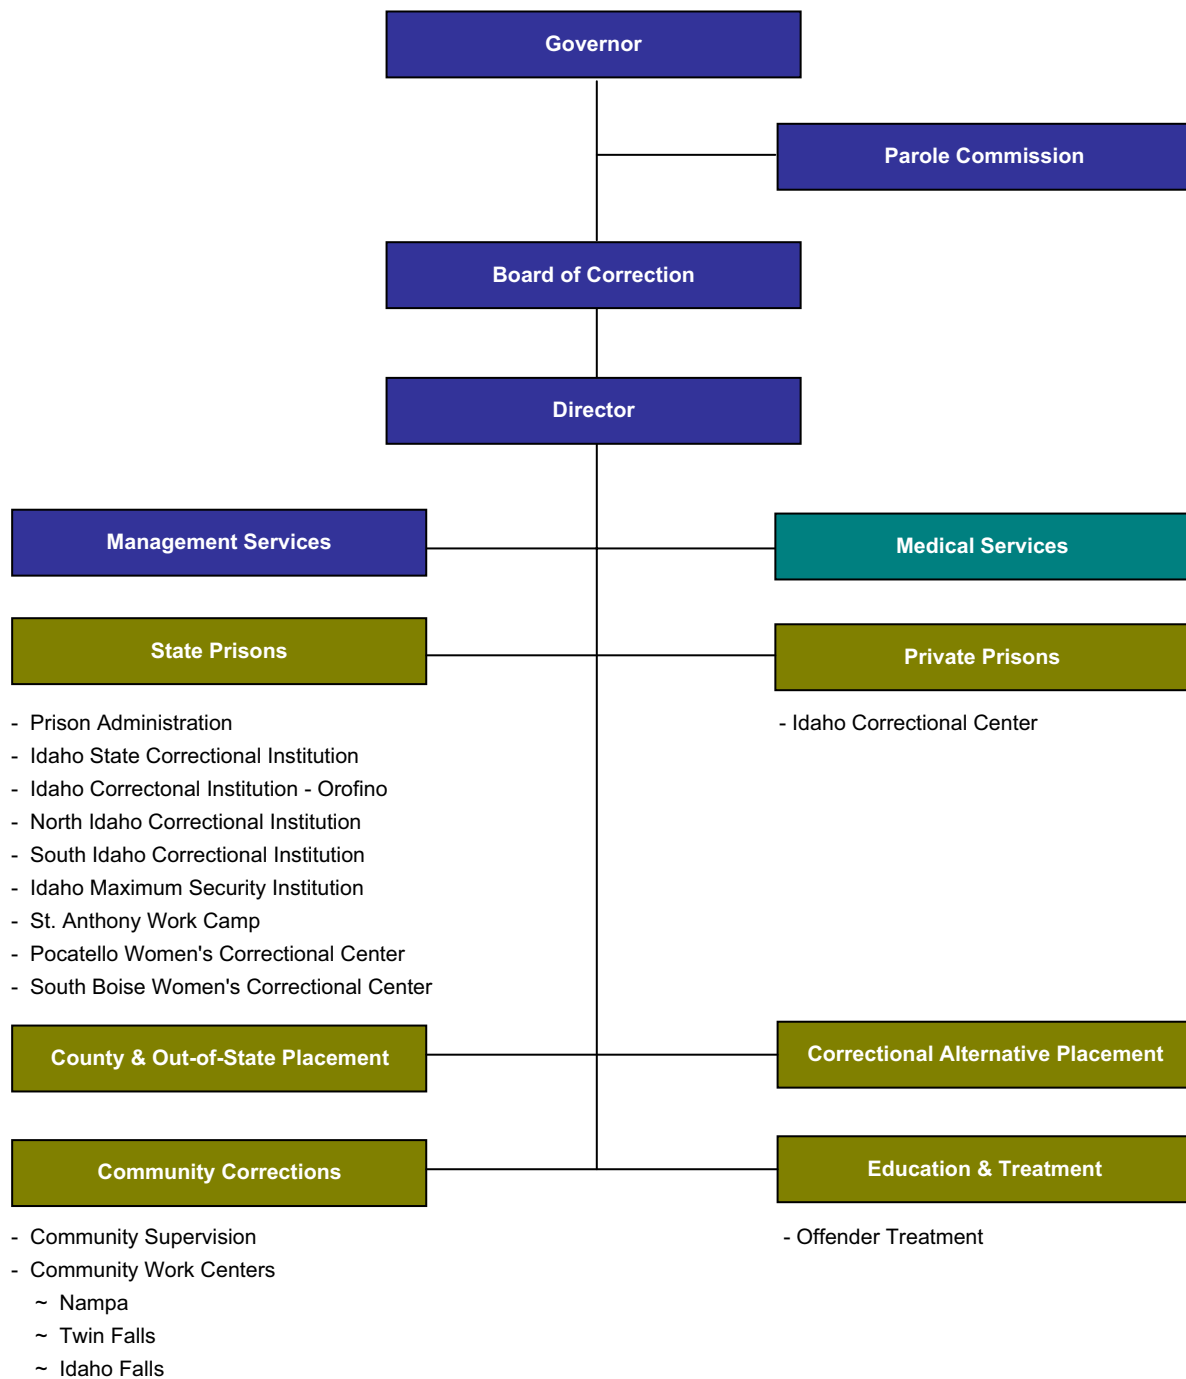 Governor
Parole Commission
Board of Correction
Director
Management Services
Medical Services
State Prisons
Private Prisons
- Prison Administration
- Idaho State Correctional Institution
- Idaho Correctonal Institution - Orofino
- North Idaho Correctional Institution
- South Idaho Correctional Institution
- Idaho Maximum Security Institution
- St. Anthony Work Camp
- Pocatello Women's Correctional Center
- South Boise Women's Correctional Center
- Idaho Correctional Center
County & Out-of-State Placement
Correctional Alternative Placement
Community Corrections
Education & Treatment
- Community Supervision
- Community Work Centers
~ Nampa
~ Twin Falls
~ Idaho Falls
- Offender Treatment